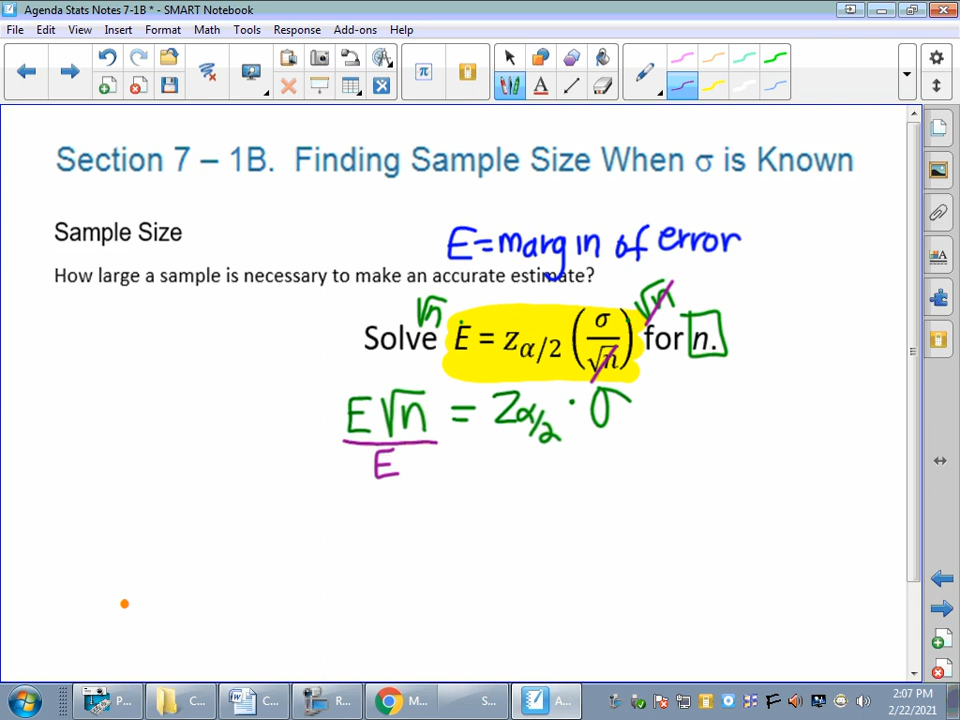 Agenda Stats Notes 7-1B * - SMART Notebook
File Edit View Insert Format Math Tools Response Add-ons Help
Section 7 – 1B. Finding Sample Size When σ is Known
Sample Size
E = margin of error
How large a sample is necessary to make an accurate estimate?
√n √n
Solve E = z_{α/2} (σ/√n) for n.
E√n = Zα/2 · σ
E
P... C... C... R... M... S... A...
2:07 PM
2/22/2021